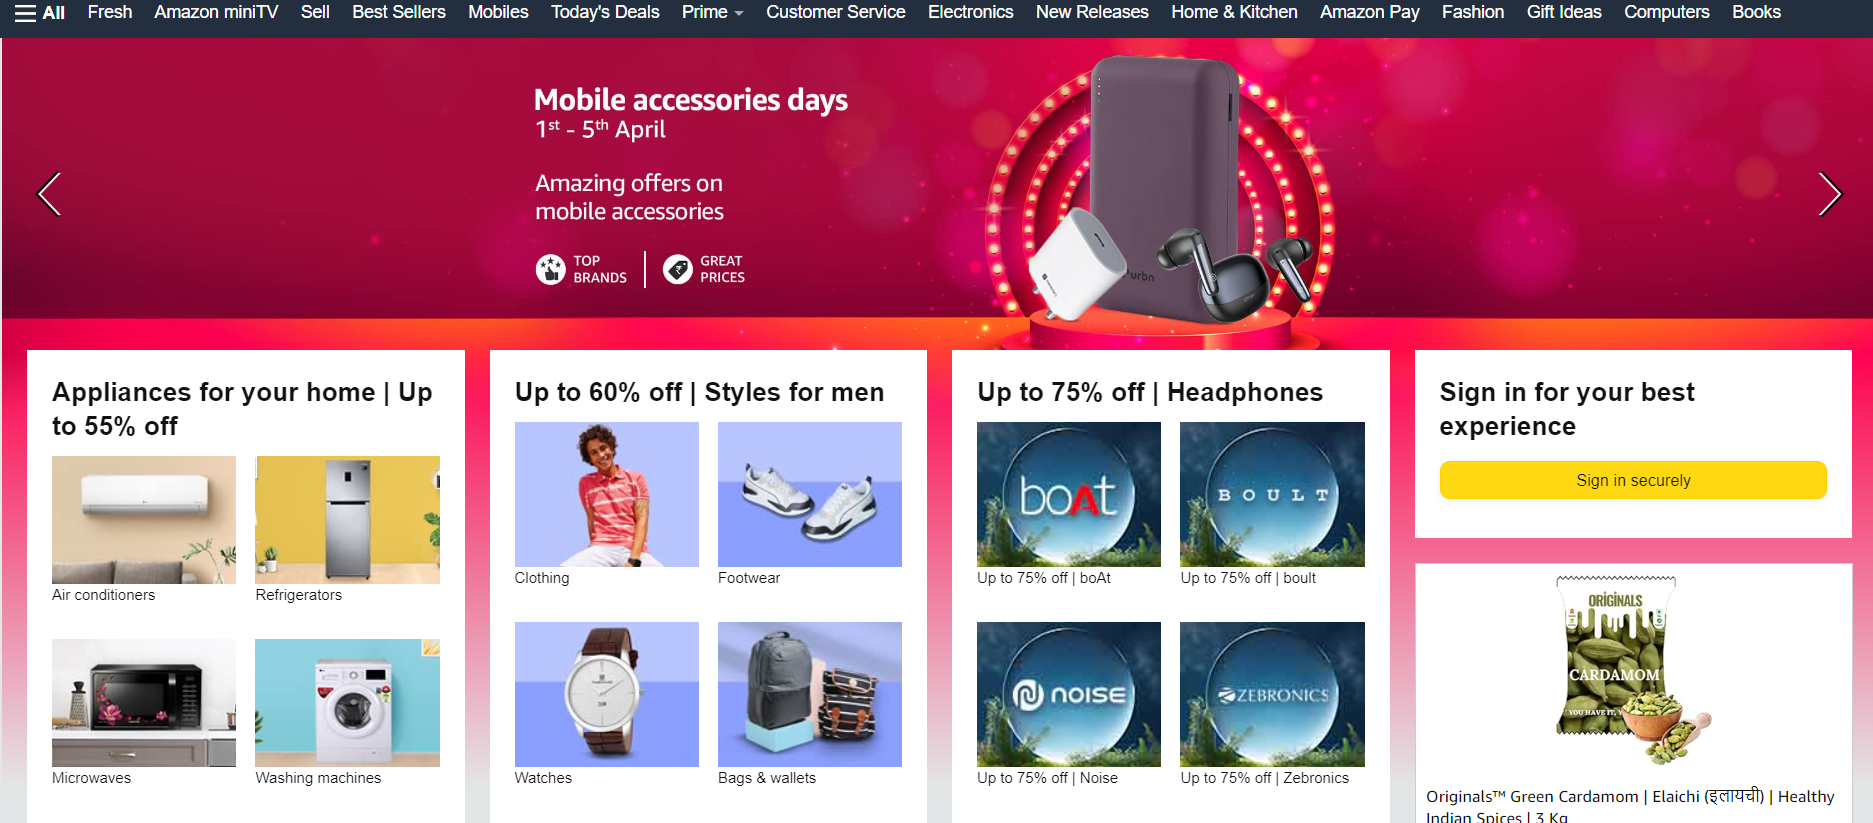 All Fresh Amazon miniTV Sell Best Sellers Mobiles Today's Deals Prime Customer Service Electronics New Releases Home & Kitchen Amazon Pay Fashion Gift Ideas Computers Books
Mobile accessories days
1st - 5th April
Amazing offers on
mobile accessories
TOP
BRANDS
GREAT
PRICES
urbn
Appliances for your home | Up
to 55% off
Air conditioners
Refrigerators
Microwaves
Washing machines
Up to 60% off | Styles for men
Clothing
Footwear
Watches
Bags & wallets
Up to 75% off | Headphones
boAt
BOULT
Up to 75% off | boAt
Up to 75% off | boult
noise
ZEBRONICS
Up to 75% off | Noise
Up to 75% off | Zebronics
Sign in for your best
experience
Sign in securely
ORIGINALS
CARDAMOM
YOU HAVE IT, Y
Originals™ Green Cardamom | Elaichi (इलायची) | Healthy
Indian Spices | 3 Kg